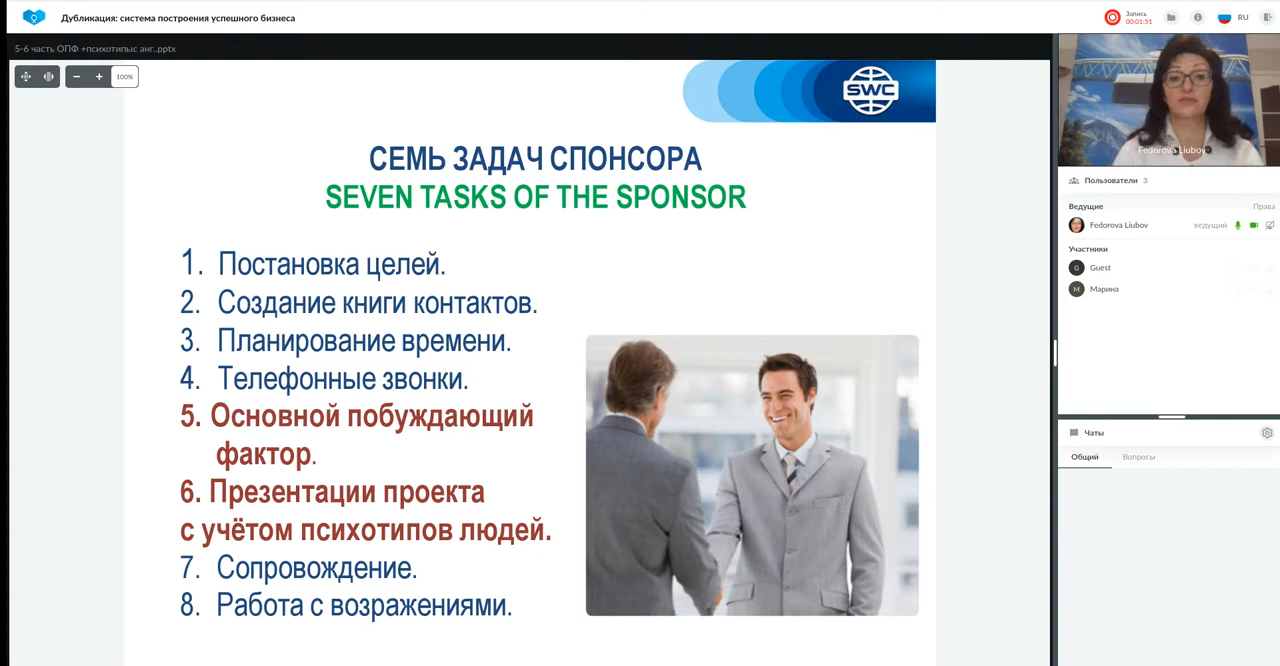 Дубликация: система построения успешного бизнеса
Запись
00:01:51
RU
5-6 часть ОПФ +психотипыс анг..pptx
100%
SWC
СЕМЬ ЗАДАЧ СПОНСОРА
SEVEN TASKS OF THE SPONSOR
1. Постановка целей.
2. Создание книги контактов.
3. Планирование времени.
4. Телефонные звонки.
5. Основной побуждающий
фактор.
6. Презентации проекта
с учётом психотипов людей.
7. Сопровождение.
8. Работа с возражениями.
Fedorova Liubov
Пользователи 3
Ведущие Права
Fedorova Liubov ведущий
Участники
G Guest
М Марина
Чаты
Общий Вопросы